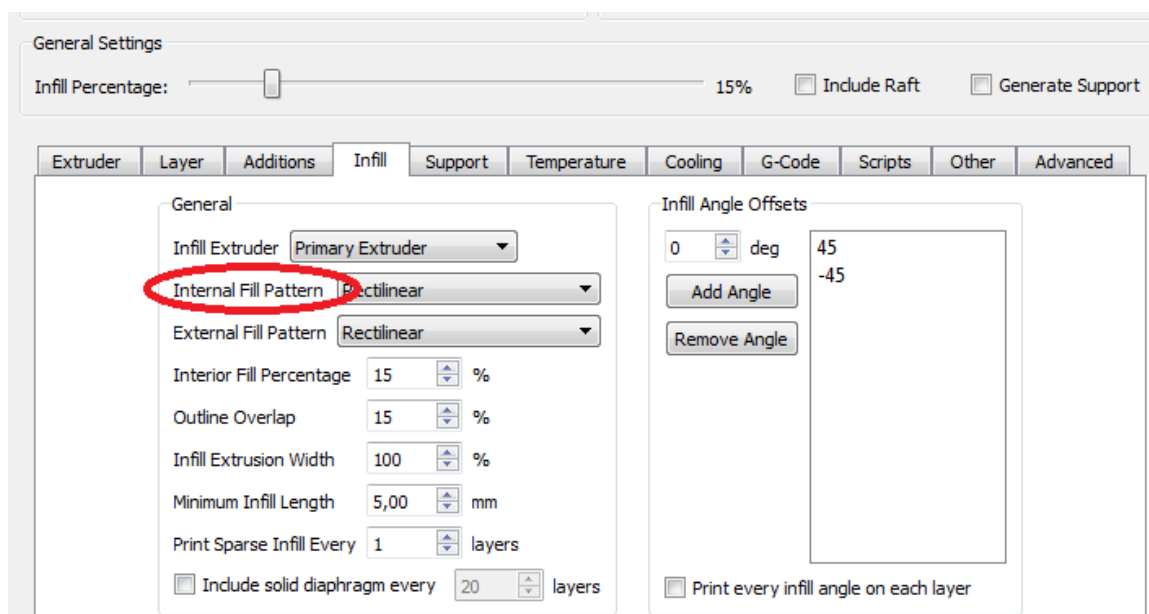 General Settings
Infill Percentage: 15% Include Raft Generate Support
Extruder Layer Additions Infill Support Temperature Cooling G-Code Scripts Other Advanced
General
Infill Extruder Primary Extruder
Internal Fill Pattern Rectilinear
External Fill Pattern Rectilinear
Interior Fill Percentage 15 %
Outline Overlap 15 %
Infill Extrusion Width 100 %
Minimum Infill Length 5,00 mm
Print Sparse Infill Every 1 layers
Include solid diaphragm every 20 layers
Infill Angle Offsets
0 deg
Add Angle
Remove Angle
45
-45
Print every infill angle on each layer